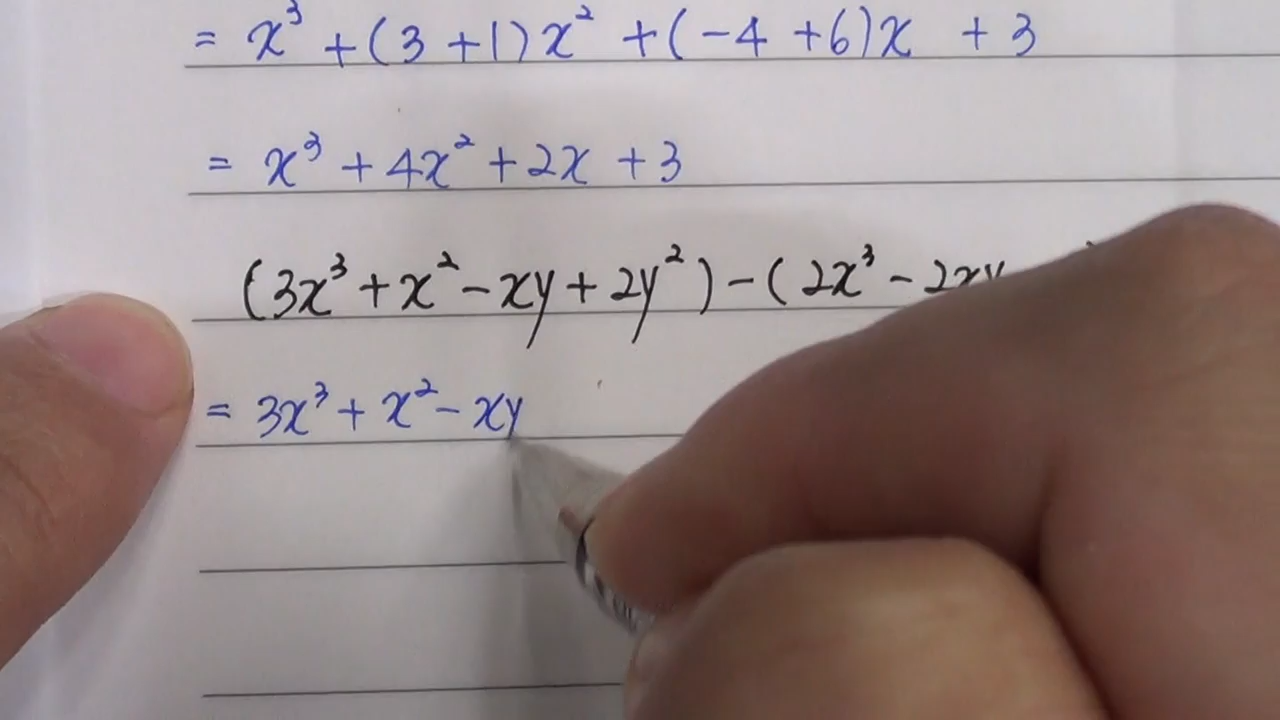 = x³ + (3 + 1)x² + (-4 + 6)x + 3
= x³ + 4x² + 2x + 3
(3x³ + x² - xy + 2y²) - (2x³ - 2xy
= 3x³ + x² - xy